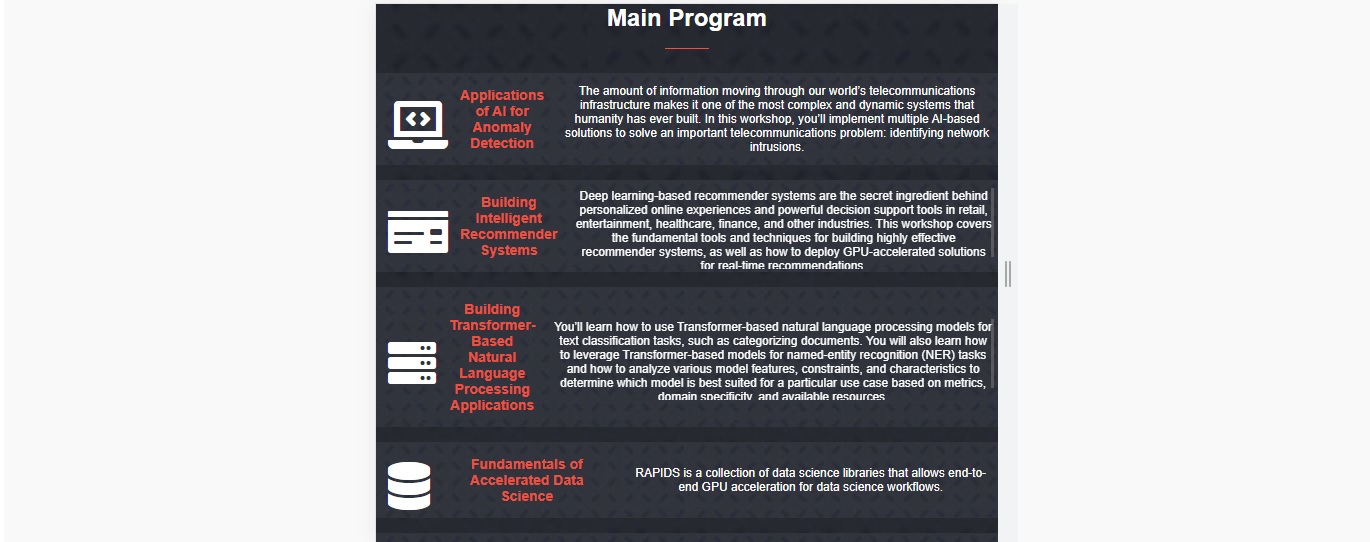 Main Program
Applications
of AI for
Anomaly
Detection
The amount of information moving through our world's telecommunications
infrastructure makes it one of the most complex and dynamic systems that
humanity has ever built. In this workshop, you'll implement multiple AI-based
solutions to solve an important telecommunications problem: identifying network
intrusions.
Building
Intelligent
Recommender
Systems
Deep learning-based recommender systems are the secret ingredient behind
personalized online experiences and powerful decision support tools in retail,
entertainment, healthcare, finance, and other industries. This workshop covers
the fundamental tools and techniques for building highly effective
recommender systems, as well as how to deploy GPU-accelerated solutions
for real-time recommendations
Building
Transformer-
Based
Natural
Language
Processing
Applications
You'll learn how to use Transformer-based natural language processing models for
text classification tasks, such as categorizing documents. You will also learn how
to leverage Transformer-based models for named-entity recognition (NER) tasks
and how to analyze various model features, constraints, and characteristics to
determine which model is best suited for a particular use case based on metrics,
domain specificity, and available resources
Fundamentals of
Accelerated Data
Science
RAPIDS is a collection of data science libraries that allows end-to-
end GPU acceleration for data science workflows.